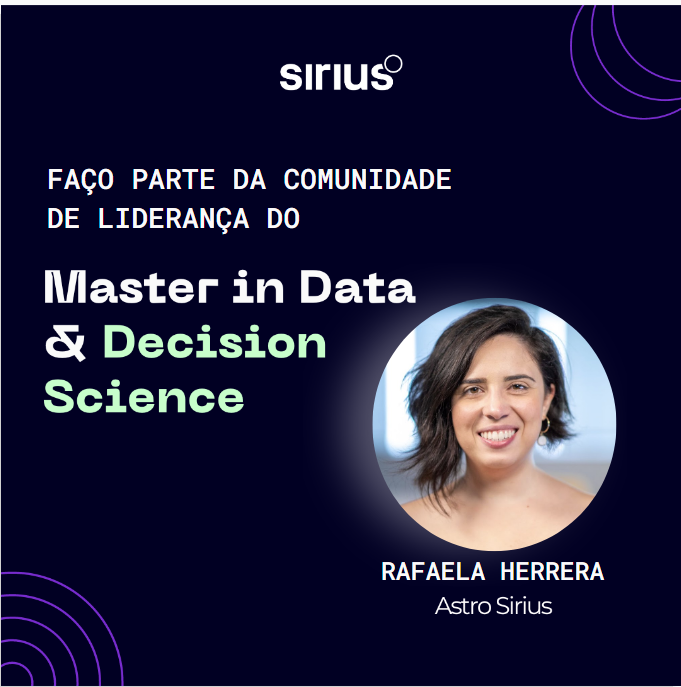 sirius
FAÇO PARTE DA COMUNIDADE
DE LIDERANÇA DO
Master in Data
& Decision
Science
RAFAELA HERRERA
Astro Sirius